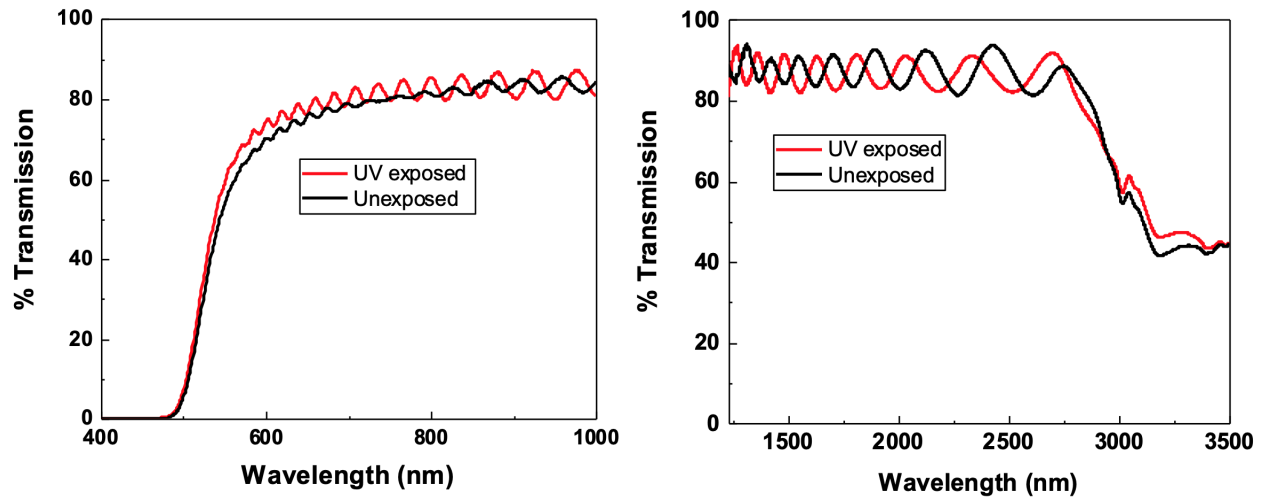 % Transmission
100
80
60
40
20
0
400
600
800
1000
Wavelength (nm)
UV exposed
Unexposed
% Transmission
100
80
60
40
20
0
1500
2000
2500
3000
3500
Wavelength (nm)
UV exposed
Unexposed